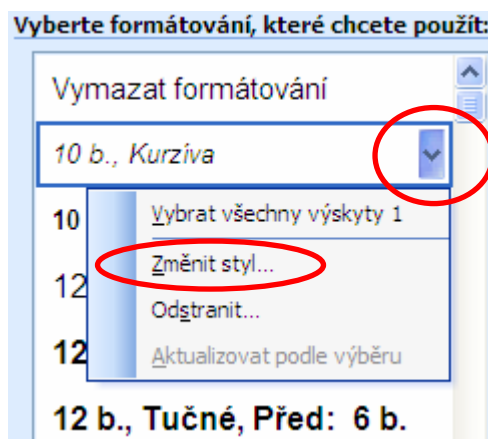 Vyberte formátování, které chcete použít:
Vymazat formátování
10 b., Kurzíva
10
Vybrat všechny výskyty 1
Změnit styl...
12
Odstranit...
12
Aktualizovat podle výběru
12 b., Tučné, Před: 6 b.